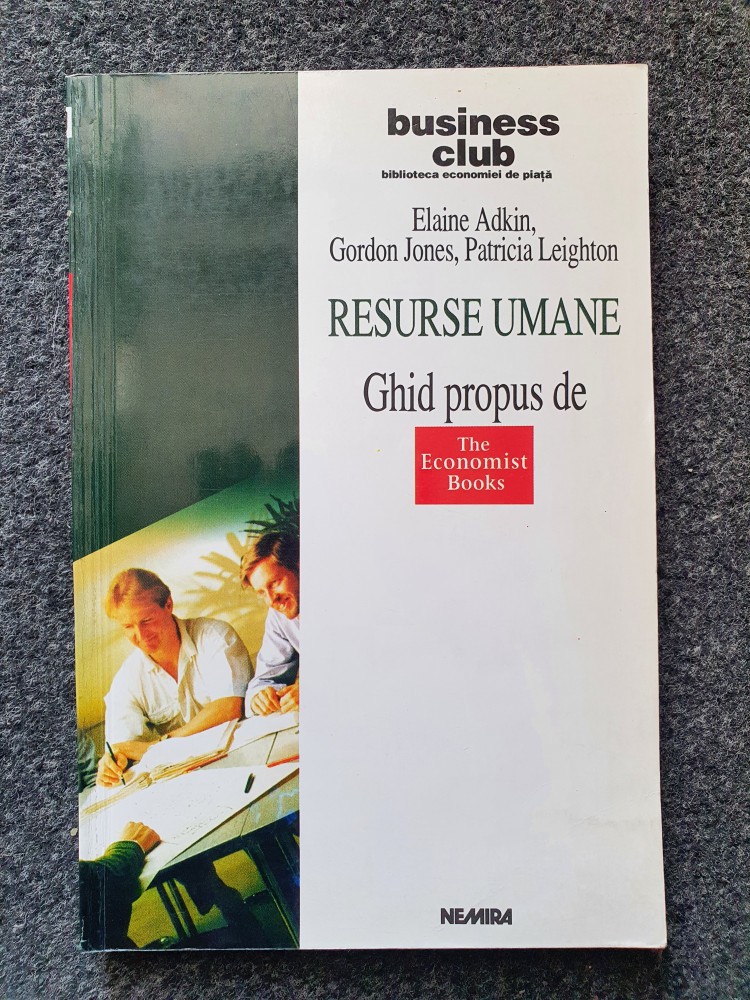 business
club
biblioteca economiei de piață
Elaine Adkin,
Gordon Jones, Patricia Leighton
RESURSE UMANE
Ghid propus de
The
Economist
Books
NEMIRA